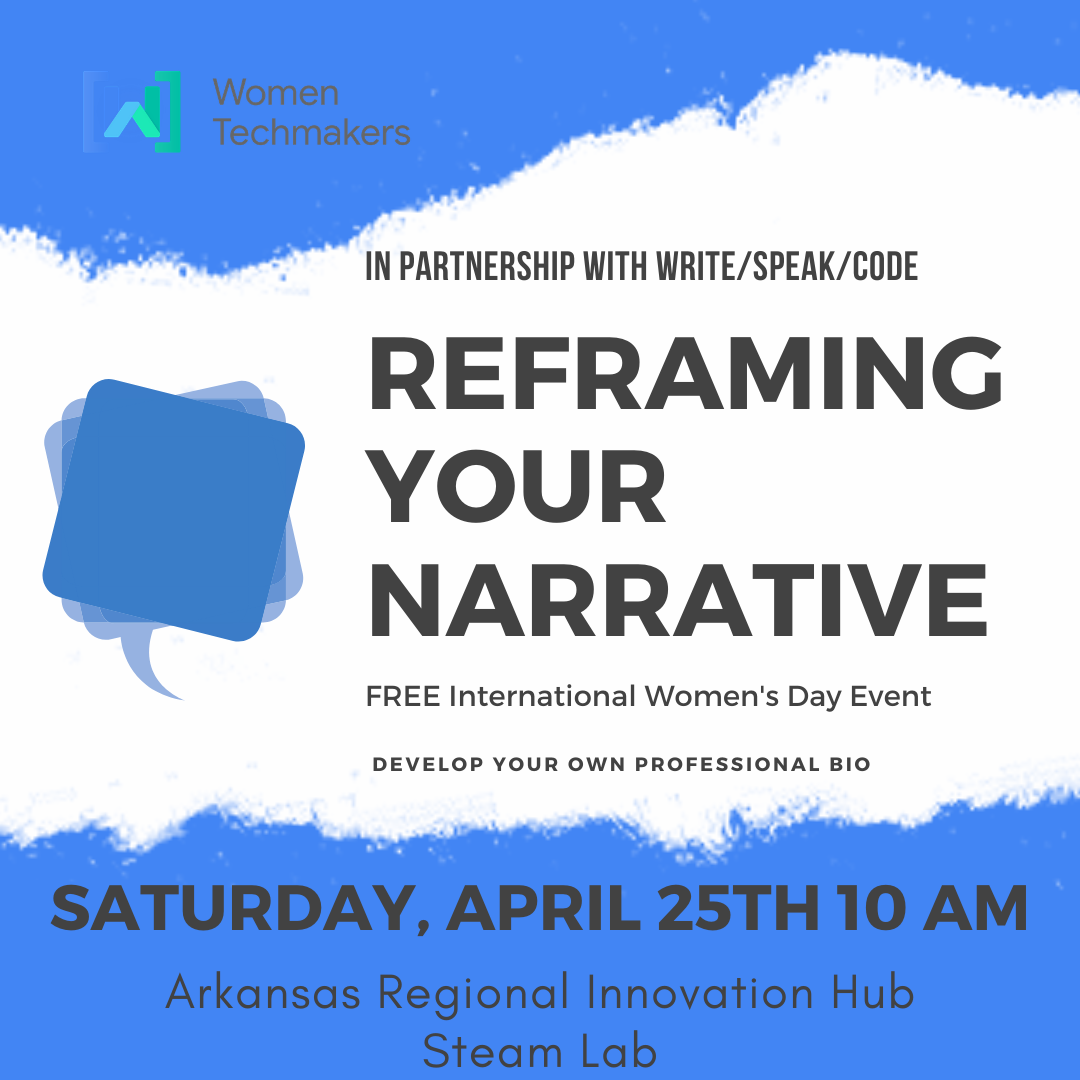 Women
Techmakers
IN PARTNERSHIP WITH WRITE/SPEAK/CODE
REFRAMING
YOUR
NARRATIVE
FREE International Women's Day Event
DEVELOP YOUR OWN PROFESSIONAL BIO
SATURDAY, APRIL 25TH 10 AM
Arkansas Regional Innovation Hub
Steam Lab